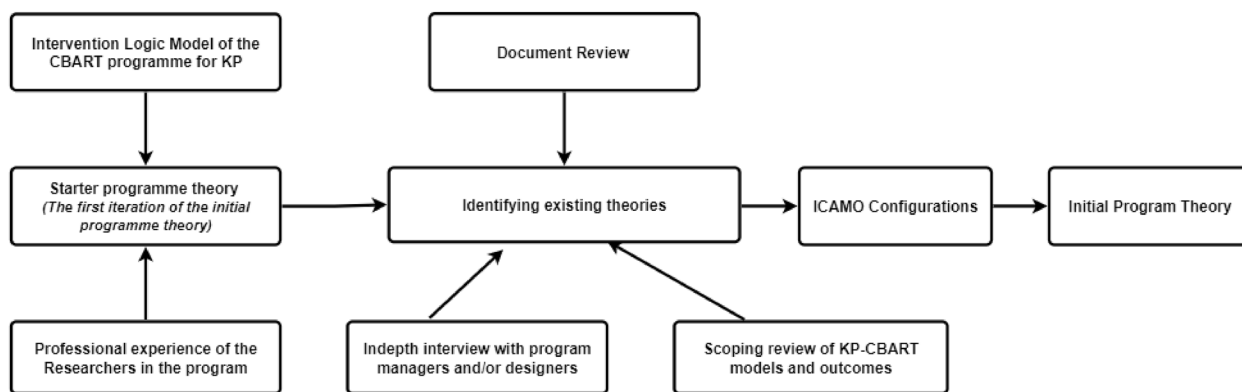 Intervention Logic Model of the
CBART programme for KP
Document Review
Starter programme theory
(The first iteration of the initial
programme theory)
Identifying existing theories
ICAMO Configurations
Initial Program Theory
Professional experience of the
Researchers in the program
Indepth interview with program
managers and/or designers
Scoping review of KP-CBART
models and outcomes